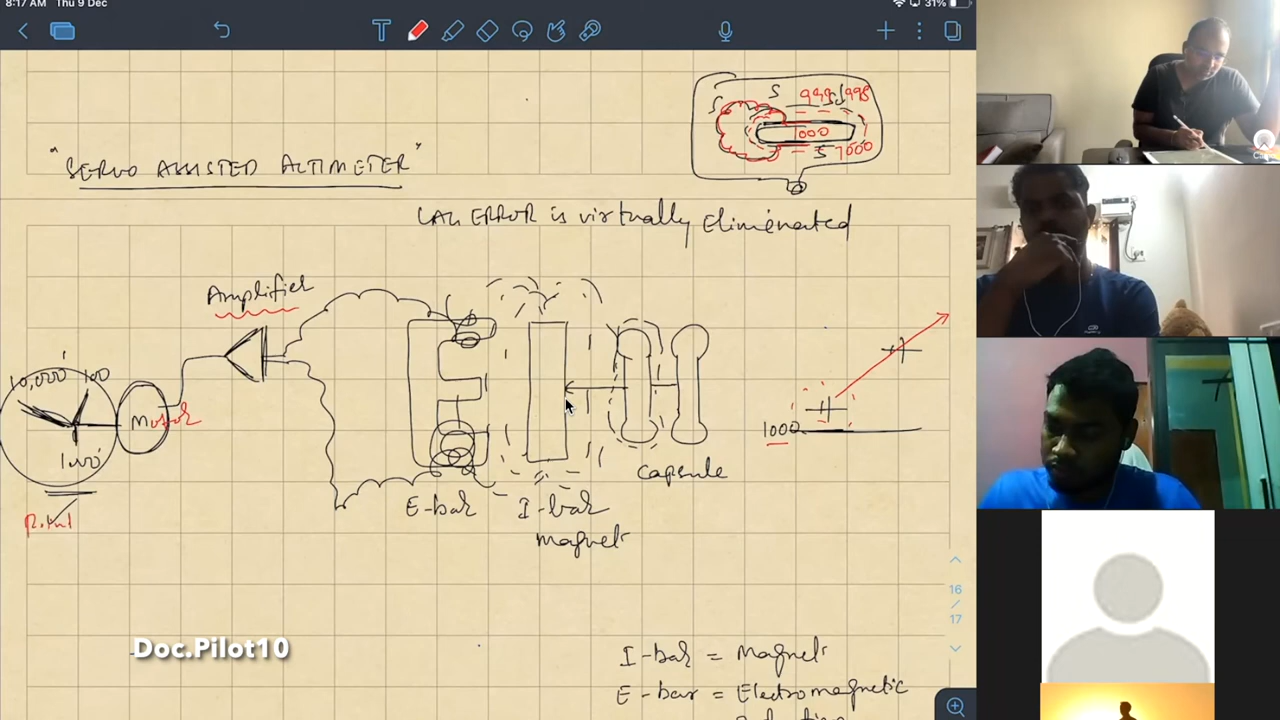 8:17 AM Thu 9 Dec
31%
T
S
S 999 998
1000
S 1000
"SERVO ASSISTED ALTIMETER"
LAG ERROR is virtually Eliminated
Amplifier
10,000' 100
Motor
1000
capsule
1000
E-bar
I-bar
magnet
Doc.Pilot10
I-bar = Magnet
E-bar = Electromagnetic
16
/
17